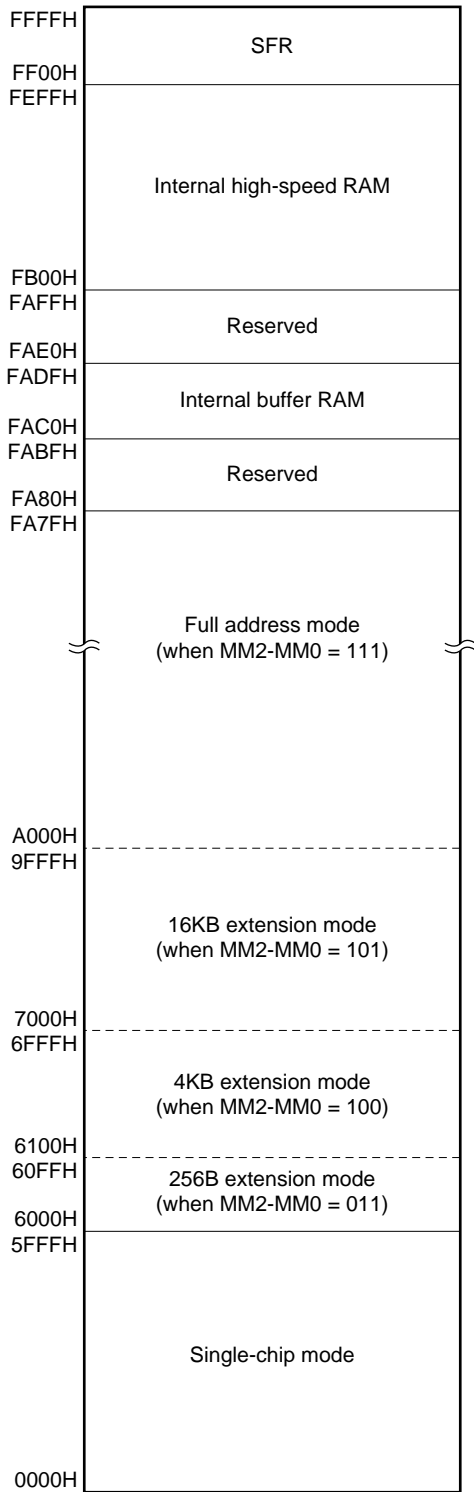 FFFFH
SFR
FF00H
FEFFH
Internal high-speed RAM
FB00H
FAFFH
Reserved
FAE0H
FADFH
Internal buffer RAM
FAC0H
FABFH
Reserved
FA80H
FA7FH
Full address mode
(when MM2-MM0 = 111)
A000H
9FFFH
16KB extension mode
(when MM2-MM0 = 101)
7000H
6FFFH
4KB extension mode
(when MM2-MM0 = 100)
6100H
60FFH
256B extension mode
(when MM2-MM0 = 011)
6000H
5FFFH
Single-chip mode
0000H